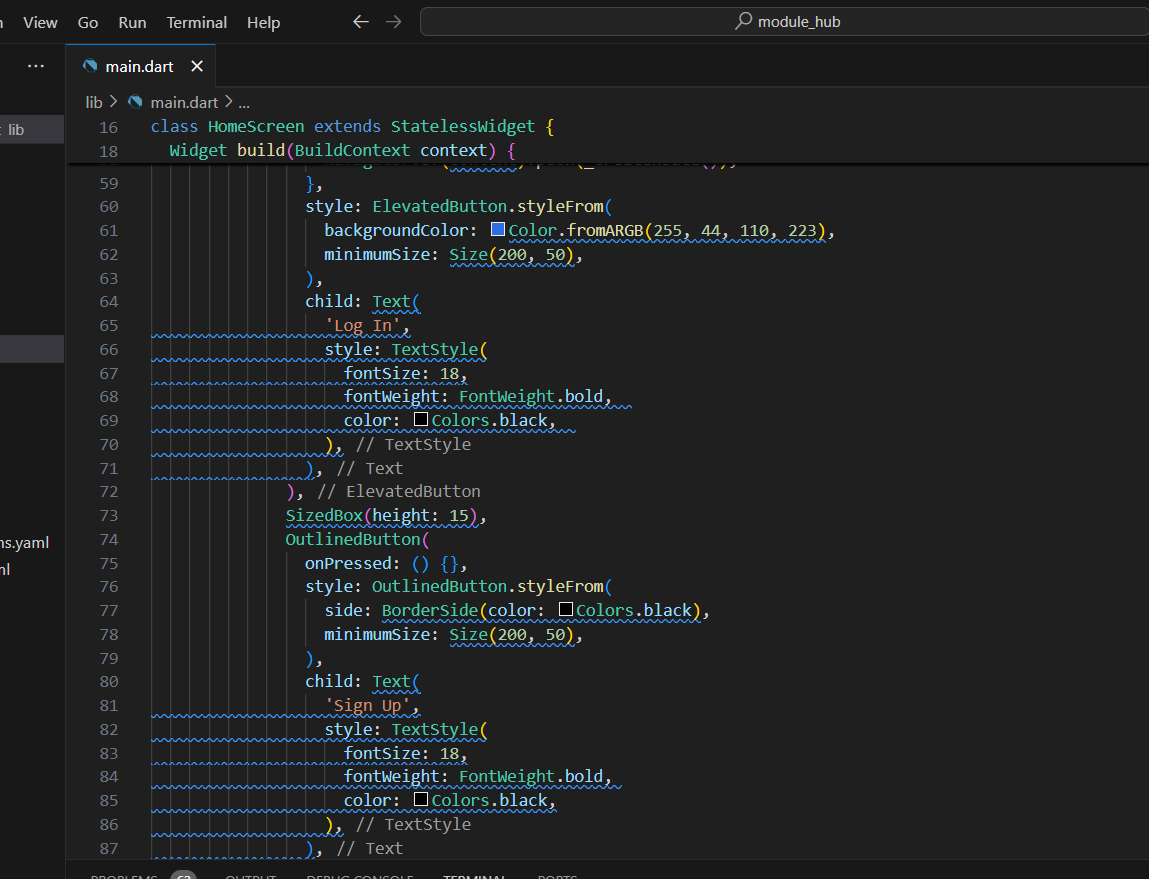 View Go Run Terminal Help module_hub
main.dart
lib > main.dart > ...
lib
16 class HomeScreen extends StatelessWidget {
18 Widget build(BuildContext context) {
59 },
60 style: ElevatedButton.styleFrom(
61 backgroundColor: Color.fromARGB(255, 44, 110, 223),
62 minimumSize: Size(200, 50),
63 ),
64 child: Text(
65 'Log In',
66 style: TextStyle(
67 fontSize: 18,
68 fontWeight: FontWeight.bold,
69 color: Colors.black,
70 ), // TextStyle
71 ), // Text
72 ), // ElevatedButton
73 SizedBox(height: 15),
74 OutlinedButton(
75 onPressed: () {},
76 style: OutlinedButton.styleFrom(
77 side: BorderSide(color: Colors.black),
78 minimumSize: Size(200, 50),
79 ),
80 child: Text(
81 'Sign Up',
82 style: TextStyle(
83 fontSize: 18,
84 fontWeight: FontWeight.bold,
85 color: Colors.black,
86 ), // TextStyle
87 ), // Text
ns.yaml
ml
PROBLEMS OUTPUT DEBUG CONSOLE TERMINAL PORTS